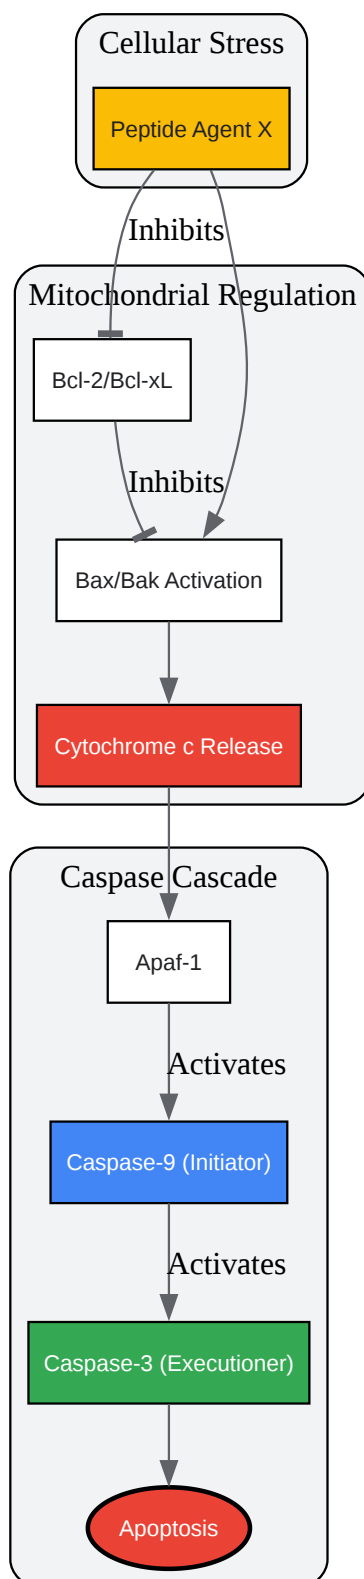 Cellular Stress
Peptide Agent X
Inhibits
Mitochondrial Regulation
Bcl-2/Bcl-xL
Inhibits
Bax/Bak Activation
Cytochrome c Release
Caspase Cascade
Apaf-1
Activates
Caspase-9 (Initiator)
Activates
Caspase-3 (Executioner)
Apoptosis